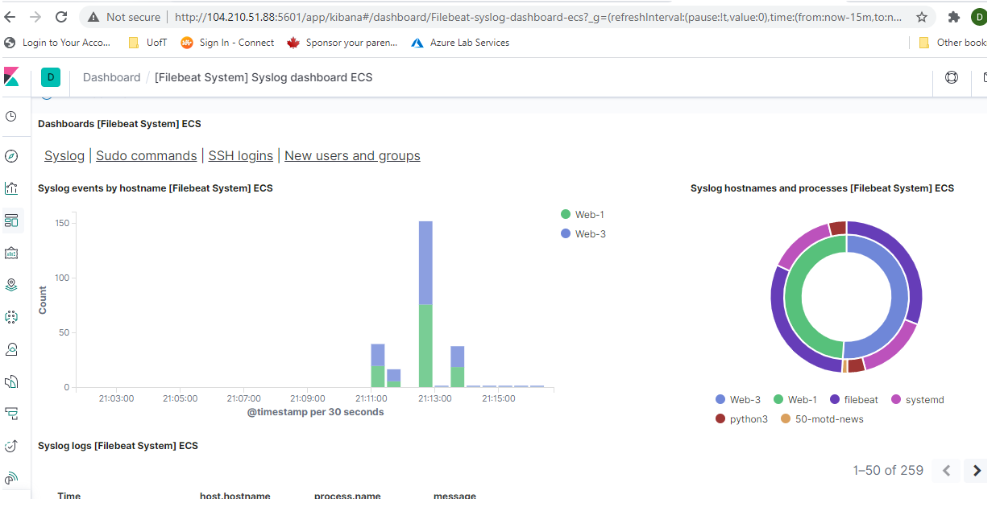 Not secure | http://104.210.51.88:5601/app/kibana#/dashboard/Filebeat-syslog-dashboard-ecs?_g=(refreshInterval:(pause:!t,value:0),time:(from:now-15m,to:n... D
Login to Your Acco... UofT Sign In - Connect Sponsor your paren... Azure Lab Services Other book
D Dashboard / [Filebeat System] Syslog dashboard ECS
Dashboards [Filebeat System] ECS
Syslog | Sudo commands | SSH logins | New users and groups
Syslog events by hostname [Filebeat System] ECS
150
100
50
0
Count
21:03:00 21:05:00 21:07:00 21:09:00 21:11:00 21:13:00 21:15:00
@timestamp per 30 seconds
Web-1
Web-3
Syslog hostnames and processes [Filebeat System] ECS
Web-3 Web-1 filebeat systemd
python3 50-motd-news
Syslog logs [Filebeat System] ECS
1–50 of 259
Time host.hostname process.name message